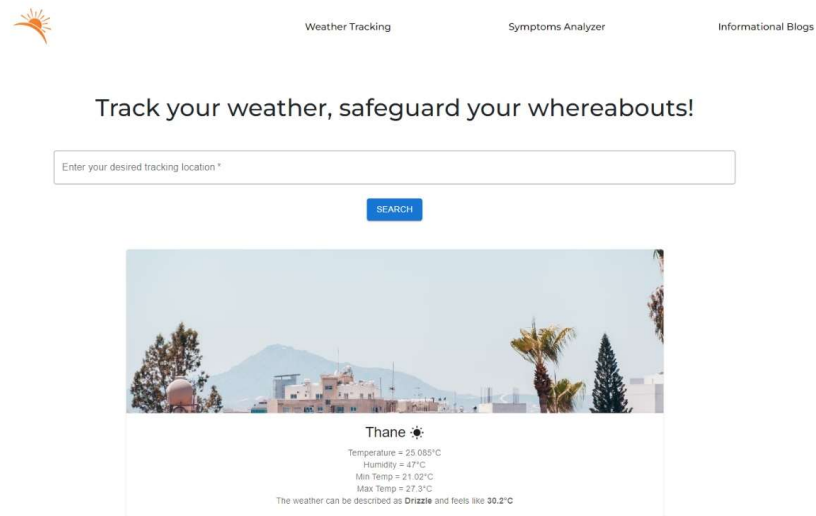 Weather Tracking Symptoms Analyzer Informational Blogs
Track your weather, safeguard your whereabouts!
Enter your desired tracking location *
SEARCH
Thane
Temperature = 25.085°C
Humidity = 47°C
Min Temp = 21.02°C
Max Temp = 27.3°C
The weather can be described as Drizzle and feels like 30.2°C